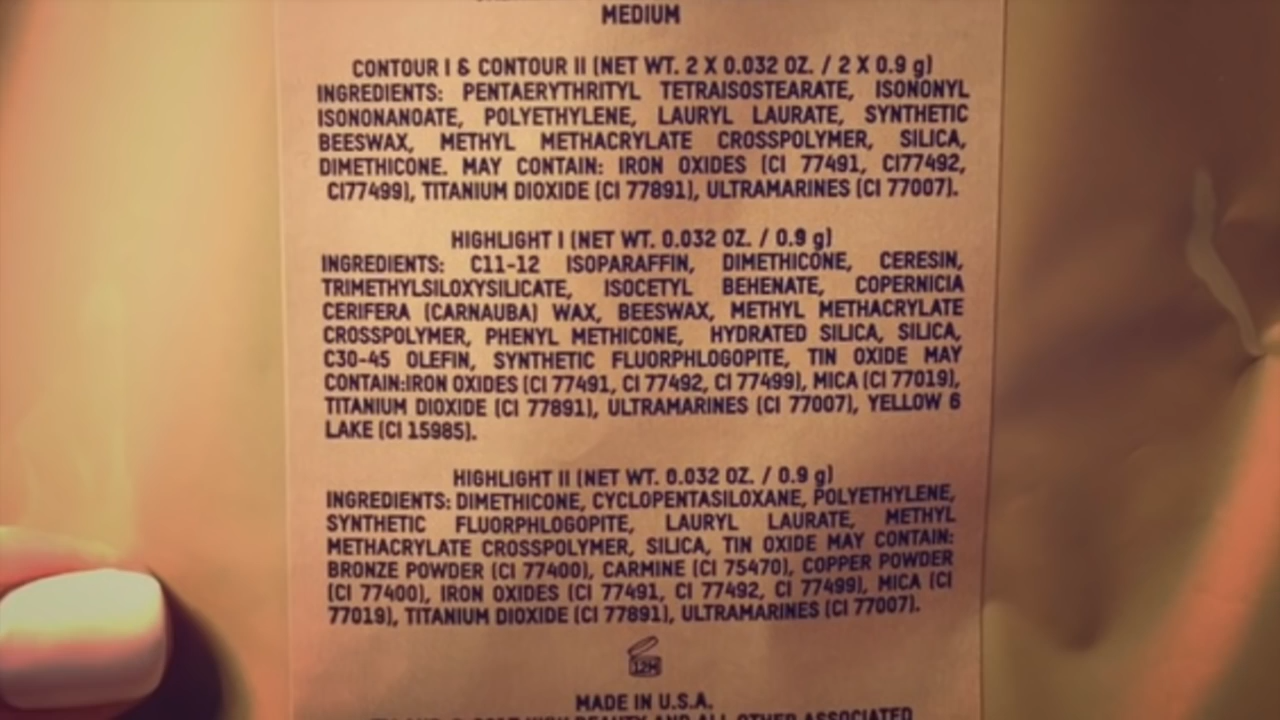 MEDIUM
CONTOUR I & CONTOUR II (NET WT. 2 X 0.032 OZ. / 2 X 0.9 g)
INGREDIENTS: PENTAERYTHRITYL TETRAISOSTEARATE, ISONONYL
ISONONANOATE, POLYETHYLENE, LAURYL LAURATE, SYNTHETIC
BEESWAX, METHYL METHACRYLATE CROSSPOLYMER, SILICA,
DIMETHICONE. MAY CONTAIN: IRON OXIDES (CI 77491, CI77492,
CI77499), TITANIUM DIOXIDE (CI 77891), ULTRAMARINES (CI 77007).
HIGHLIGHT I (NET WT. 0.032 OZ. / 0.9 g)
INGREDIENTS: C11-12 ISOPARAFFIN, DIMETHICONE, CERESIN,
TRIMETHYLSILOXYSILICATE, ISOCETYL BEHENATE, COPERNICIA
CERIFERA (CARNAUBA) WAX, BEESWAX, METHYL METHACRYLATE
CROSSPOLYMER, PHENYL METHICONE, HYDRATED SILICA, SILICA,
C30-45 OLEFIN, SYNTHETIC FLUORPHLOGOPITE, TIN OXIDE MAY
CONTAIN:IRON OXIDES (CI 77491, CI 77492, CI 77499), MICA (CI 77019),
TITANIUM DIOXIDE (CI 77891), ULTRAMARINES (CI 77007), YELLOW 6
LAKE (CI 15985).
HIGHLIGHT II (NET WT. 0.032 OZ. / 0.9 g)
INGREDIENTS: DIMETHICONE, CYCLOPENTASILOXANE, POLYETHYLENE,
SYNTHETIC FLUORPHLOGOPITE, LAURYL LAURATE, METHYL
METHACRYLATE CROSSPOLYMER, SILICA, TIN OXIDE MAY CONTAIN:
BRONZE POWDER (CI 77400), CARMINE (CI 75470), COPPER POWDER
(CI 77400), IRON OXIDES (CI 77491, CI 77492, CI 77499), MICA (CI
77019), TITANIUM DIOXIDE (CI 77891), ULTRAMARINES (CI 77007).
12M
MADE IN U.S.A.
BEAUTY AND ALL OTHER ASSOCIATED